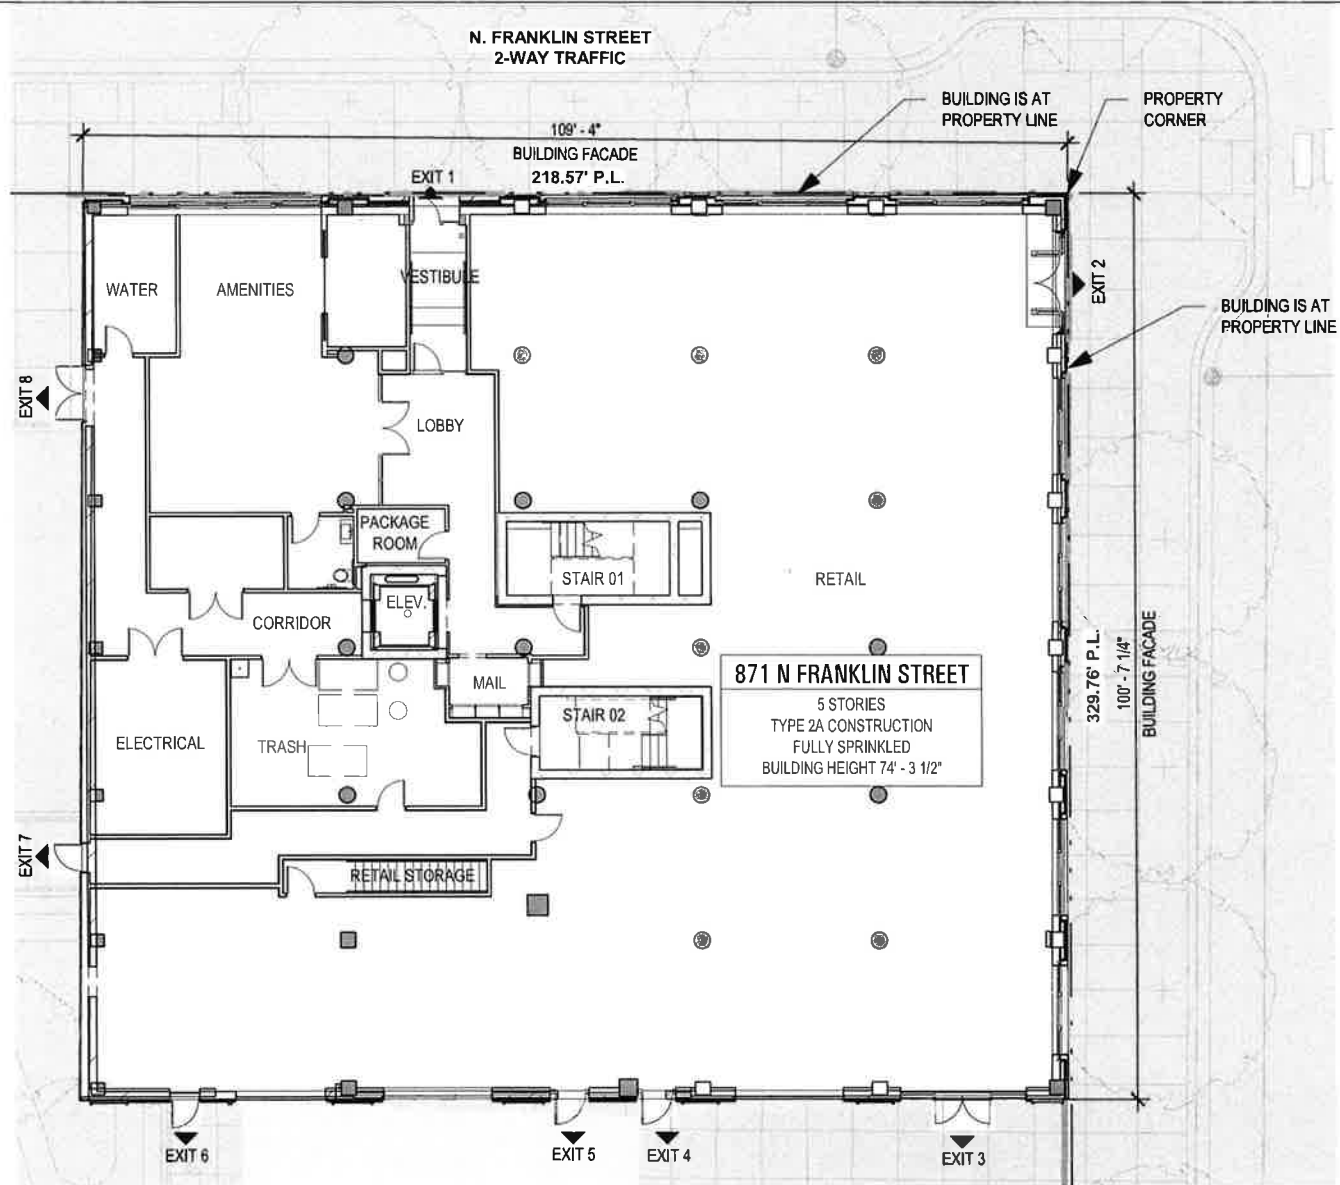 N. FRANKLIN STREET
2-WAY TRAFFIC
BUILDING IS AT
PROPERTY LINE
PROPERTY
CORNER
109' - 4"
BUILDING FACADE
218.57' P.L.
EXIT 1
WATER
AMENITIES
VESTIBULE
EXIT 2
BUILDING IS AT
PROPERTY LINE
EXIT 8
LOBBY
PACKAGE
ROOM
STAIR 01
RETAIL
ELEV.
CORRIDOR
329.76' P.L.
100' - 7 1/4"
BUILDING FACADE
871 N FRANKLIN STREET
5 STORIES
TYPE 2A CONSTRUCTION
FULLY SPRINKLED
BUILDING HEIGHT 74' - 3 1/2"
MAIL
STAIR 02
ELECTRICAL
TRASH
EXIT 7
RETAIL STORAGE
EXIT 6
EXIT 5
EXIT 4
EXIT 3